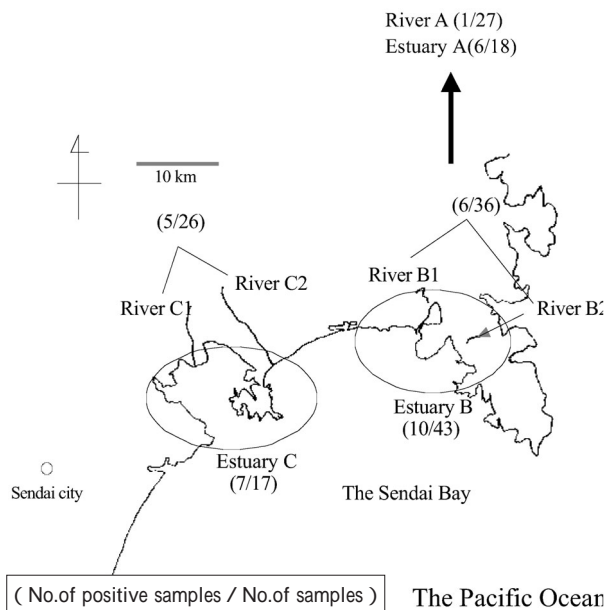 River A (1/27)
Estuary A(6/18)
10 km
(5/26)
(6/36)
River C2
River B1
River C1
River B2
Estuary B
(10/43)
Estuary C
(7/17)
Sendai city
The Sendai Bay
( No.of positive samples / No.of samples )
The Pacific Ocean